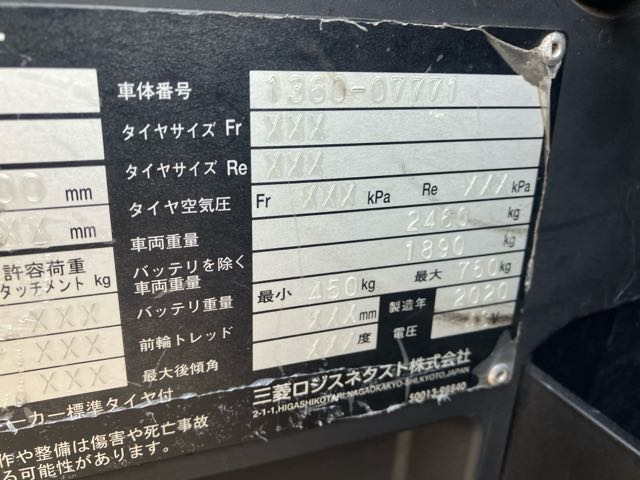 車体番号 1360-07771
タイヤサイズ Fr XXX
タイヤサイズ Re XXX
00 mm タイヤ空気圧 Fr XXX kPa Re XXX kPa
車両重量 2460 kg
許容荷重 バッテリを除く車両重量 1890 kg
タッチメント kg バッテリ重量 最小 450 kg 最大 750 kg
XXX 前輪トレッド XXX mm 製造年 2020
XXX 最大後傾角 XXX 度 電圧 V
ーカー標準タイヤ付 三菱ロジスネクスト株式会社
2-1-1,HIGASHIKOTARI,NAGAOKAKYO-SHI,KYOTO,JAPAN
作や整備は傷害や死亡事故
る可能性があります。